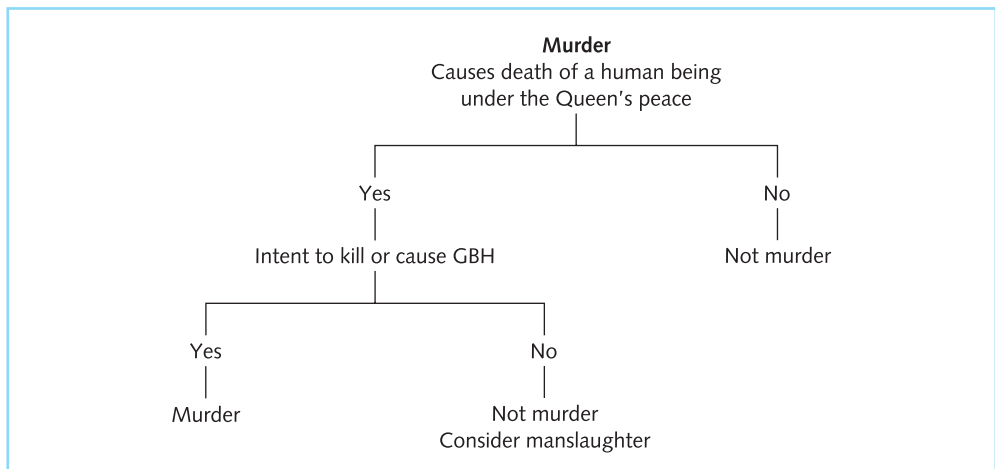 Murder
Causes death of a human being
under the Queen's peace
Yes
No
Intent to kill or cause GBH
Not murder
Yes
No
Murder
Not murder
Consider manslaughter